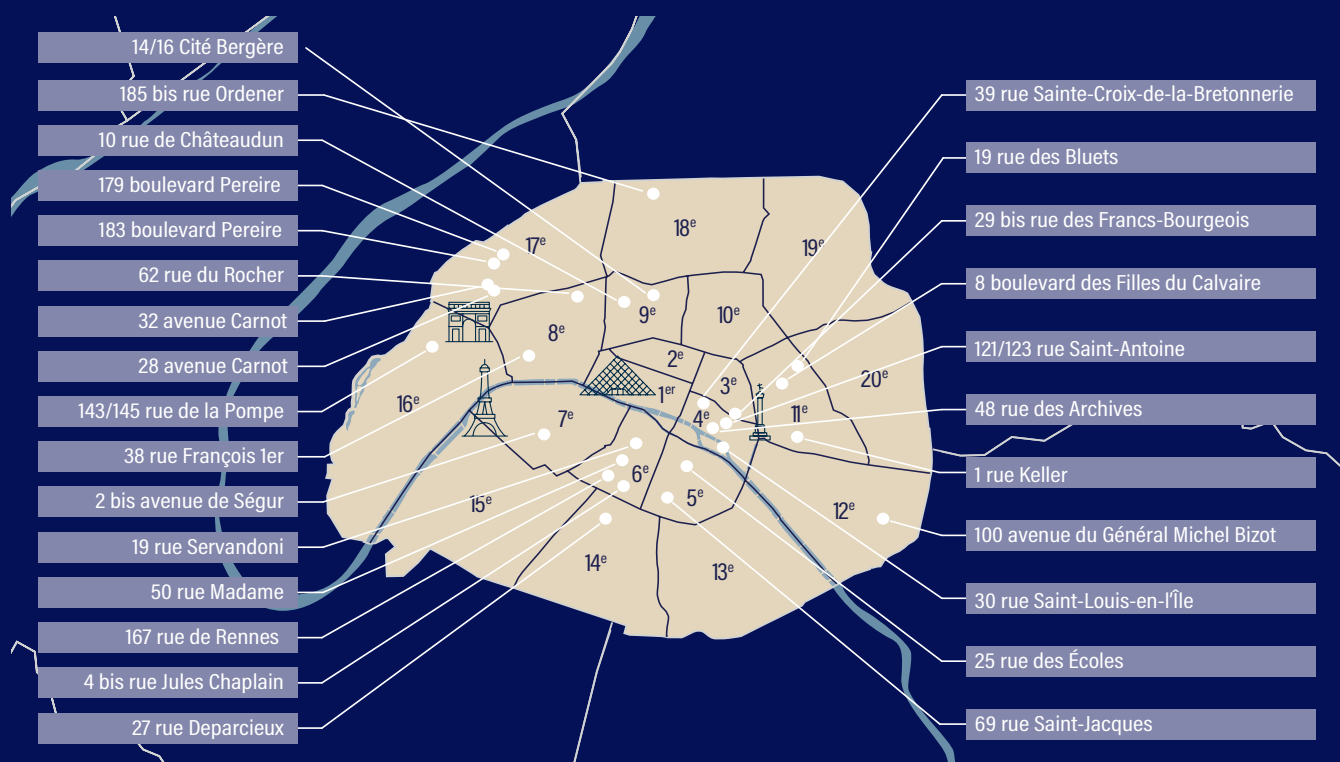 14/16 Cité Bergère
185 bis rue Ordener
10 rue de Châteaudun
179 boulevard Pereire
183 boulevard Pereire
62 rue du Rocher
32 avenue Carnot
28 avenue Carnot
143/145 rue de la Pompe
38 rue François 1er
2 bis avenue de Ségur
19 rue Servandoni
50 rue Madame
167 rue de Rennes
4 bis rue Jules Chaplain
27 rue Deparcieux
18e
17e
19e
9e
10e
8e
2e
3e
1er
20e
16e
7e
4e
11e
6e
5e
15e
12e
14e
13e
39 rue Sainte-Croix-de-la-Bretonnerie
19 rue des Bluets
29 bis rue des Francs-Bourgeois
8 boulevard des Filles du Calvaire
121/123 rue Saint-Antoine
48 rue des Archives
1 rue Keller
100 avenue du Général Michel Bizot
30 rue Saint-Louis-en-l'Île
25 rue des Écoles
69 rue Saint-Jacques